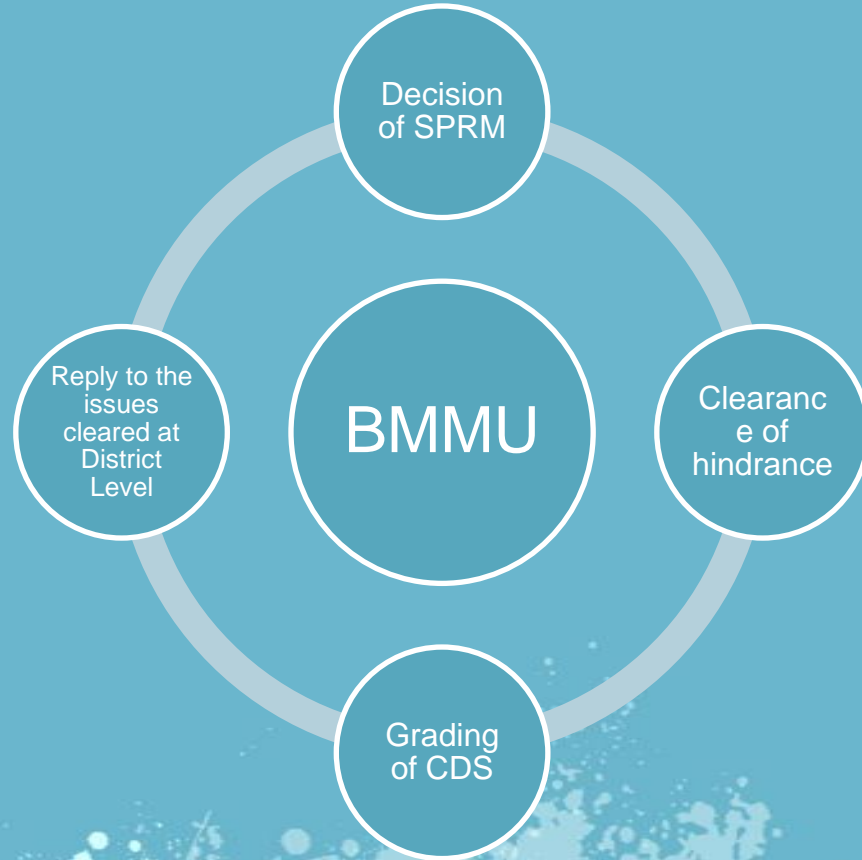 Decision
of SPRM
Reply to the
issues
cleared at
District
Level
BMMU
Clearanc
e of
hindrance
Grading
of CDS